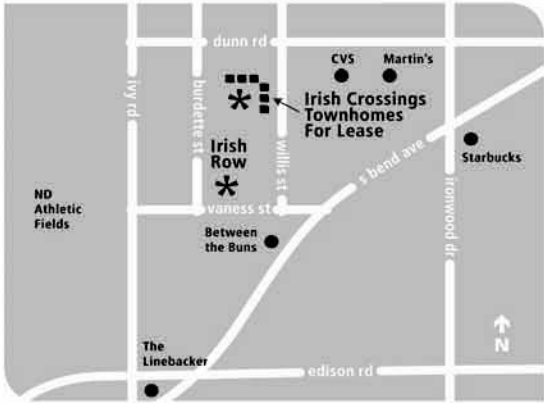 dunn rd
CVS
Martin's
ivy rd
burdette st
Irish Crossings
Townhomes
For Lease
Irish
Row
willis st
s bend ave
Starbucks
ironwood dr
ND
Athletic
Fields
vaness st
Between
the Buns
N
The
Linebacker
edison rd